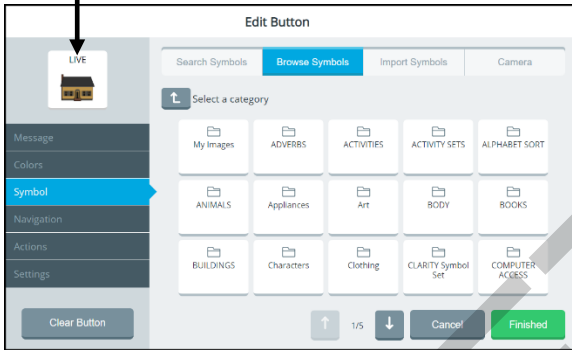 Edit Button
LIVE
Search Symbols Browse Symbols Import Symbols Camera
Select a category
Message
Colors
Symbol
Navigation
Actions
Settings
My Images ADVERBS ACTIVITIES ACTIVITY SETS ALPHABET SORT
ANIMALS Appliances Art BODY BOOKS
BUILDINGS Characters Clothing CLARITY Symbol Set COMPUTER ACCESS
Clear Button 1/5 Cancel Finished